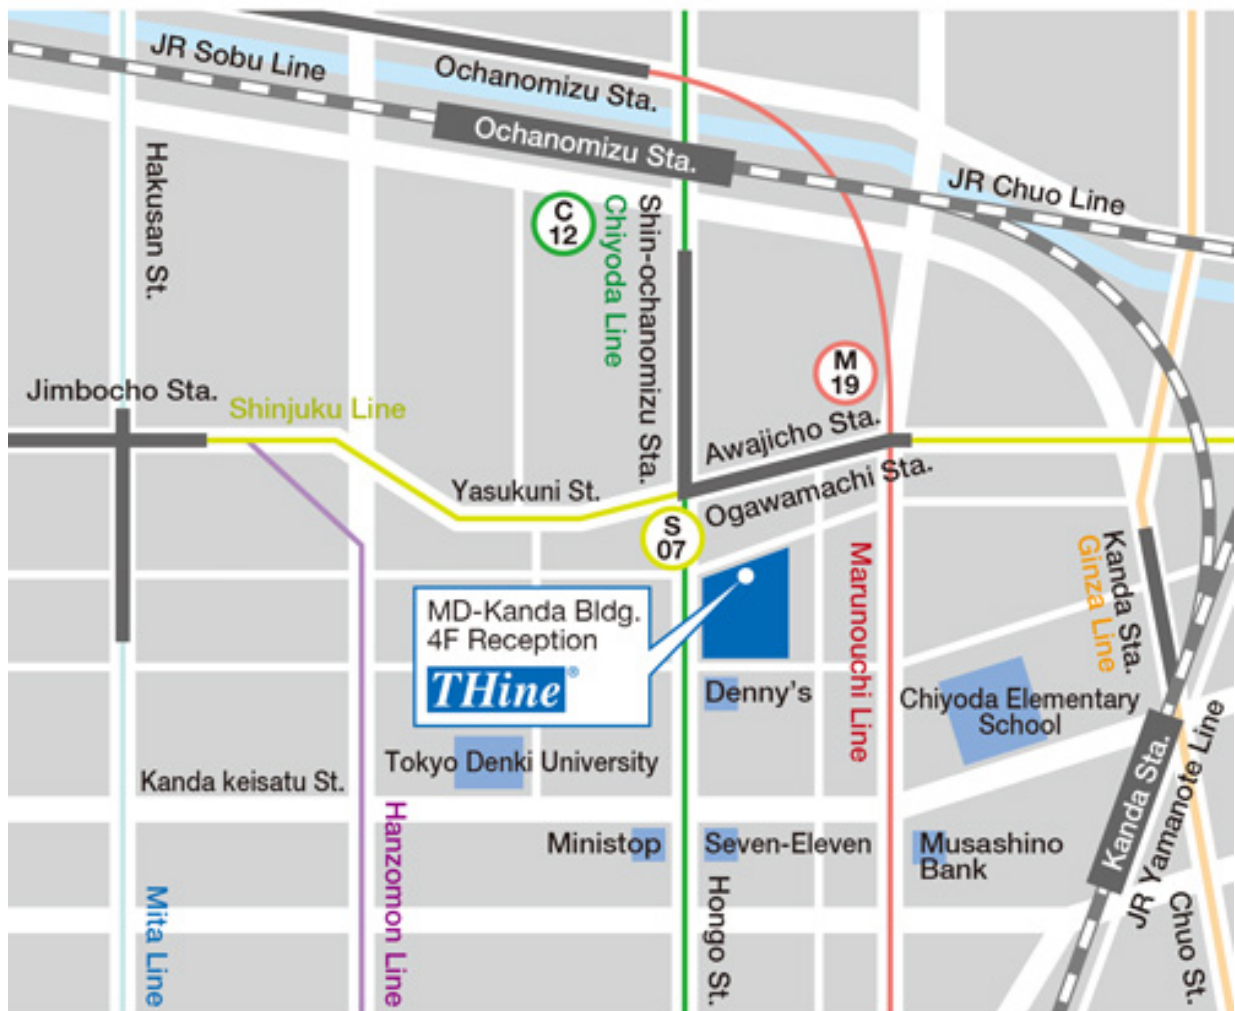 JR Sobu Line
Ochanomizu Sta.
Ochanomizu Sta.
JR Chuo Line
Hakusan St.
C
12
Chiyoda Line
Shin-ochanomizu Sta.
M
19
Jimbocho Sta.
Shinjuku Line
Awajicho Sta.
Yasukuni St.
Ogawamachi Sta.
S
07
Kanda Sta.
Ginza Line
Marunouchi Line
MD-Kanda Bldg.
4F Reception
THine®
Denny's
Chiyoda Elementary
School
Tokyo Denki University
Kanda keisatu St.
Kanda Sta.
JR Yamanote Line
Ministop
Seven-Eleven
Musashino
Bank
Hanzomon Line
Mita Line
Hongo St.
Chuo St.